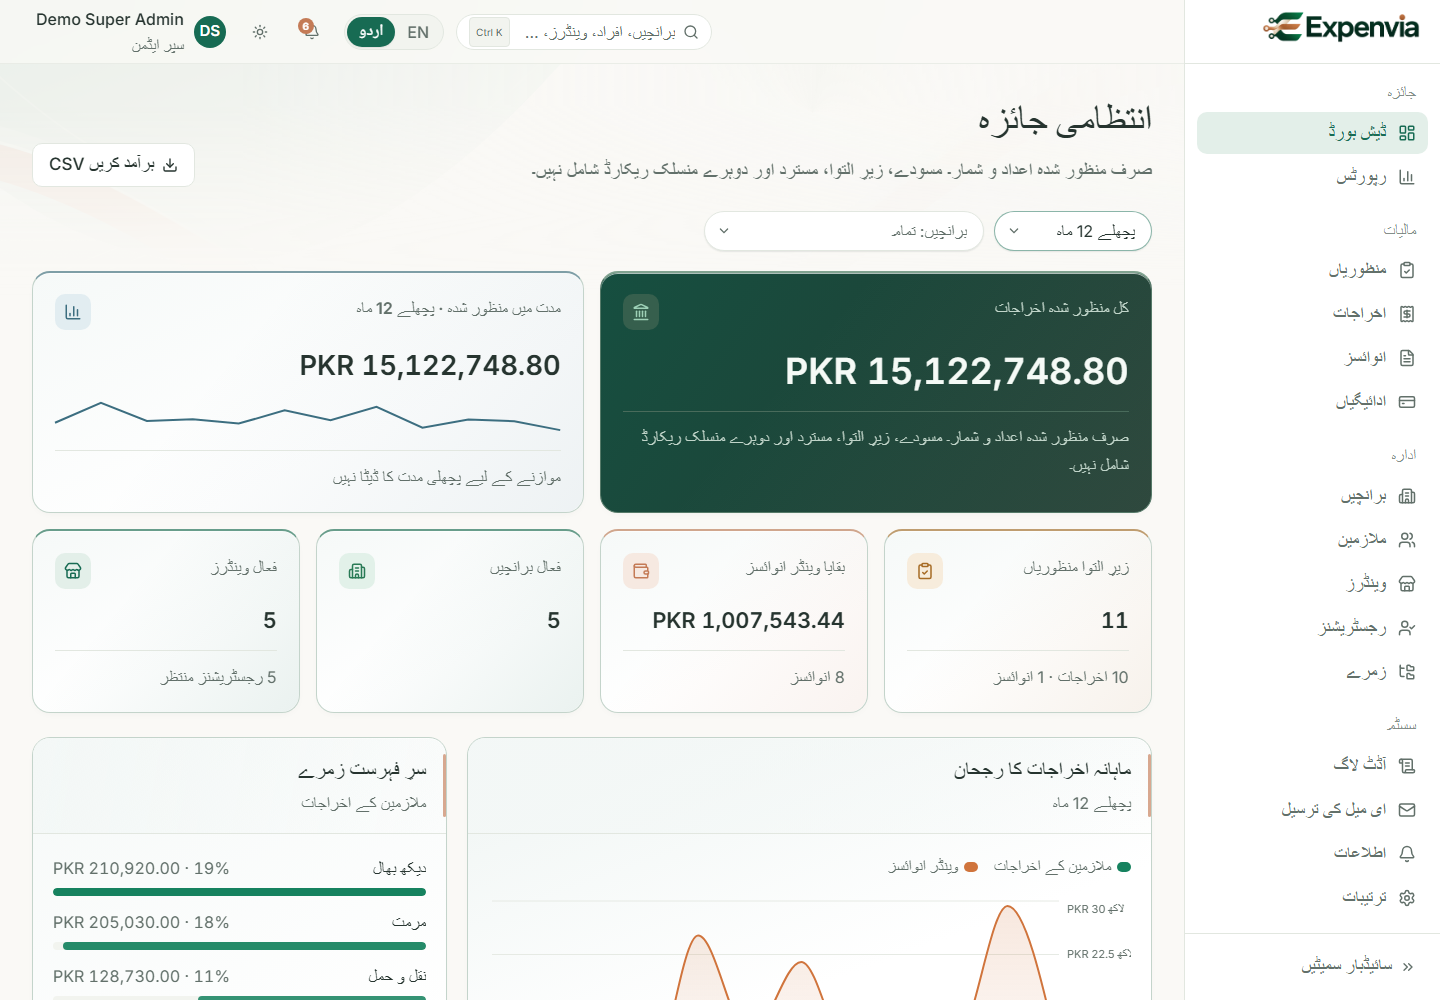 Expenvia
برانچیں، افراد، وینڈرز، ...
Ctrl K
EN
اردو
6
DS
Demo Super Admin
سپر ایڈمن
جائزہ
ڈیش بورڈ
رپورٹس
مالیات
منظوریاں
اخراجات
انوائسز
ادائیگیاں
ادارہ
برانچیں
ملازمین
وینڈرز
رجسٹریشنز
زمرے
سسٹم
آڈٹ لاگ
ای میل کی ترسیل
اطلاعات
ترتیبات
سائیڈبار سمیٹیں
انتظامی جائزہ
صرف منظور شدہ اعداد و شمار۔ مسودے، زیرِ التوا، مسترد اور دوہرے منسلک ریکارڈ شامل نہیں۔
برآمد کریں CSV
پچھلے 12 ماہ
برانچیں: تمام
کل منظور شدہ اخراجات
PKR 15,122,748.80
صرف منظور شدہ اعداد و شمار۔ مسودے، زیرِ التوا، مسترد اور دوہرے منسلک ریکارڈ
شامل نہیں۔
مدت میں منظور شدہ · پچھلے 12 ماہ
PKR 15,122,748.80
موازنے کے لیے پچھلی مدت کا ڈیٹا نہیں
زیرِ التوا منظوریاں
11
10 اخراجات · 1 انوائسز
بقایا وینڈر انوائسز
PKR 1,007,543.44
8 انوائسز
فعال برانچیں
5
فعال وینڈرز
5
5 رجسٹریشنز منتظر
ماہانہ اخراجات کا رجحان
پچھلے 12 ماہ
ملازمین کے اخراجات
وینڈر انوائسز
PKR 30 لاکھ
PKR 22.5 لاکھ
سرِ فہرست زمرے
ملازمین کے اخراجات
دیکھ بھال
PKR 210,920.00 · 19%
مرمت
PKR 205,030.00 · 18%
نقل و حمل
PKR 128,730.00 · 11%